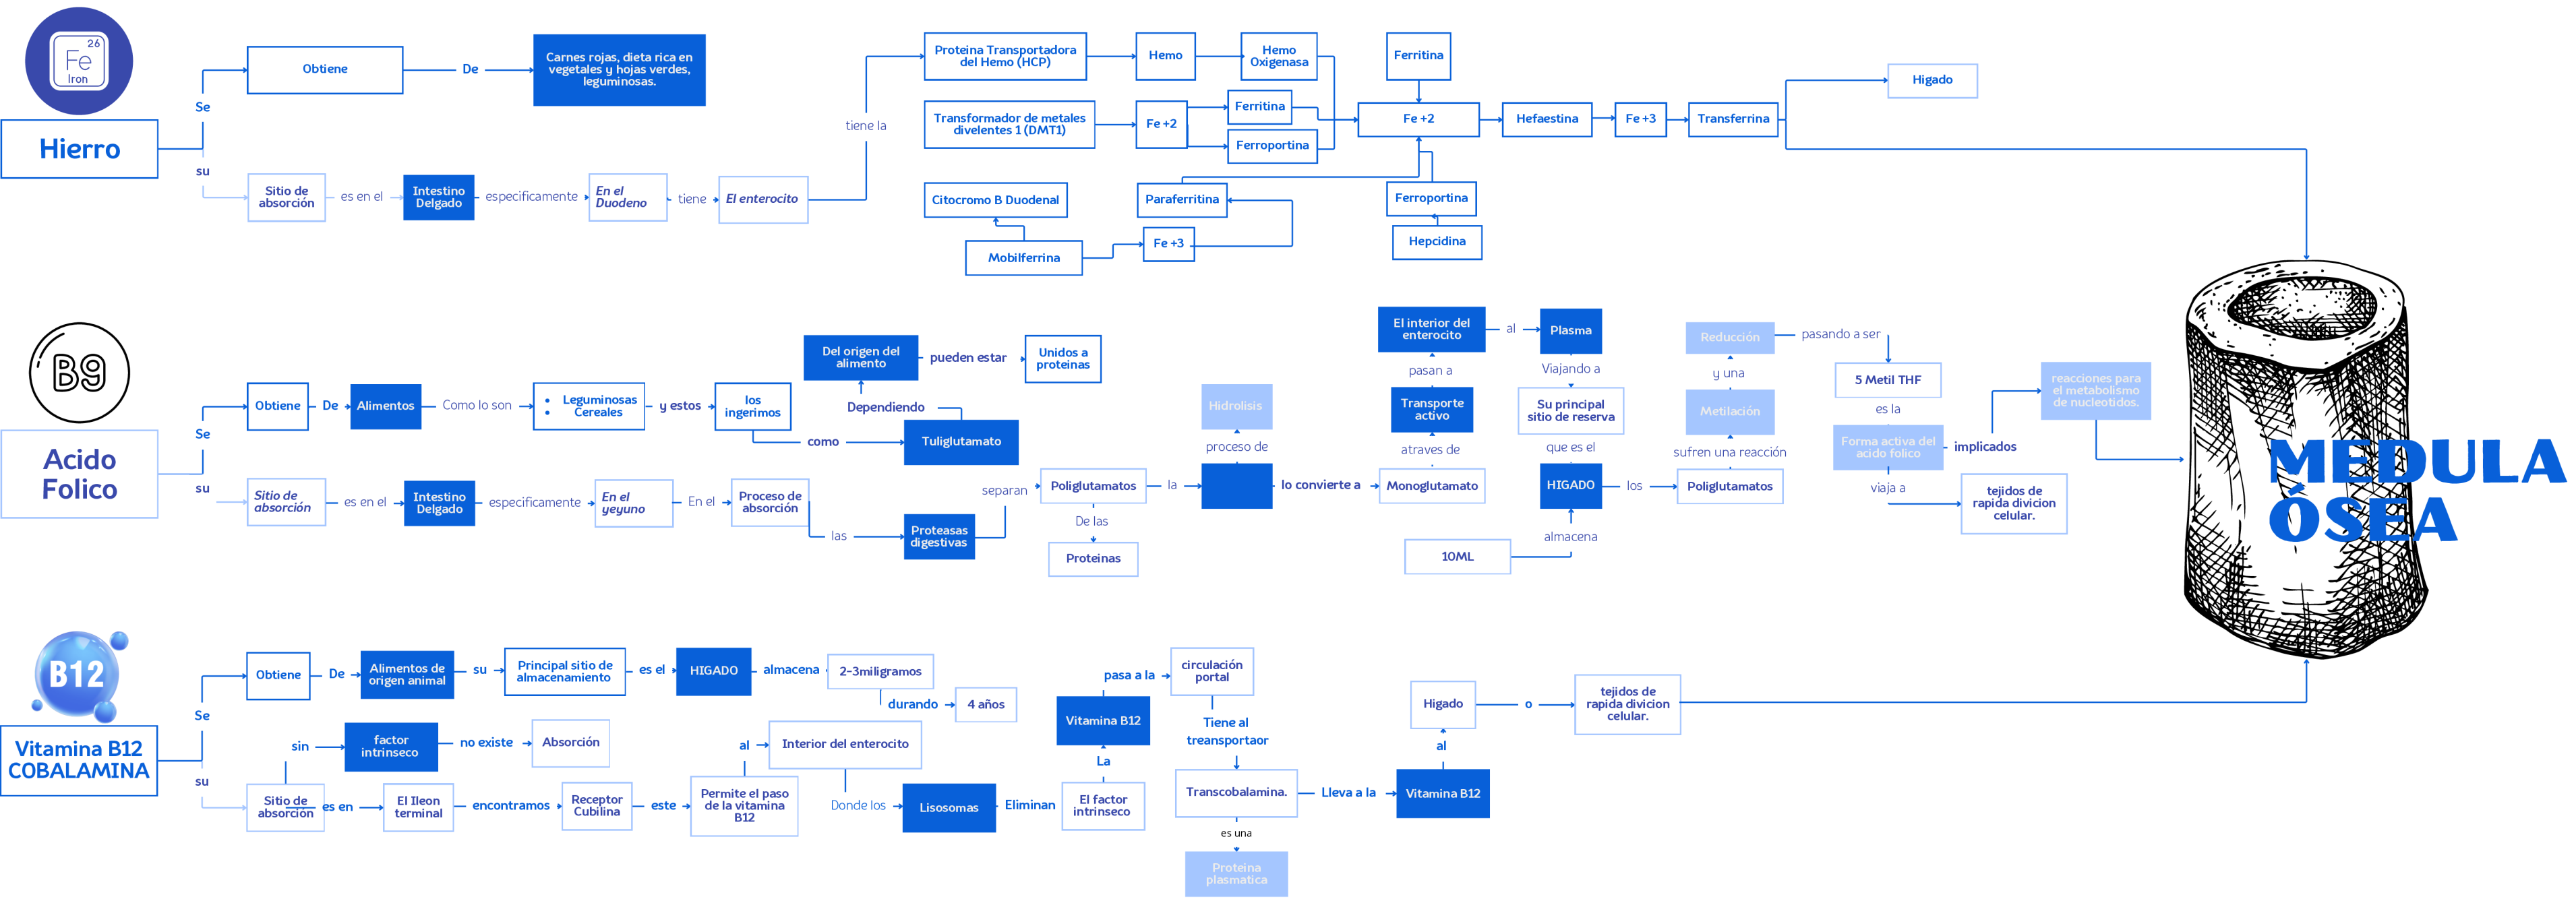 26
Fe
Iron
Hierro
Se
su
Obtiene
De
Carnes rojas, dieta rica en
vegetales y hojas verdes,
leguminosas.
Sitio de
absorción
es en el
Intestino
Delgado
especificamente
En el
Duodeno
tiene
El enterocito
tiene la
Proteina Transportadora
del Hemo (HCP)
Hemo
Hemo
Oxigenasa
Transformador de metales
divelentes 1 (DMT1)
Fe +2
Ferritina
Ferroportina
Citocromo B Duodenal
Mobilferrina
Fe +3
Paraferritina
Ferritina
Fe +2
Ferroportina
Hepcidina
Hefaestina
Fe +3
Transferrina
Higado
B9
Acido
Folico
Se
su
Obtiene
De
Alimentos
Como lo son
• Leguminosas
• Cereales
y estos
los
ingerimos
como
Tuliglutamato
Dependiendo
Del origen del
alimento
pueden estar
Unidos a
proteinas
Sitio de
absorción
es en el
Intestino
Delgado
especificamente
En el
yeyuno
En el
Proceso de
absorción
las
Proteasas
digestivas
separan
Poliglutamatos
De las
Proteinas
la
proceso de
Hidrolisis
lo convierte a
Monoglutamato
atraves de
Transporte
activo
pasan a
El interior del
enterocito
al
Plasma
Viajando a
Su principal
sitio de reserva
que es el
HIGADO
almacena
10ML
los
Poliglutamatos
sufren una reacción
Metilación
y una
Reducción
pasando a ser
5 Metil THF
es la
Forma activa del
acido folico
implicados
reacciones para
el metabolismo
de nucleotidos.
viaja a
tejidos de
rapida divicion
celular.
MEDULA
ÓSEA
B12
Vitamina B12
COBALAMINA
Se
su
Obtiene
De
Alimentos de
origen animal
su
Principal sitio de
almacenamiento
es el
HIGADO
almacena
2-3miligramos
durando
4 años
sin
factor
intrinseco
no existe
Absorción
Sitio de
absorción
es en
El Ileon
terminal
encontramos
Receptor
Cubilina
este
Permite el paso
de la vitamina
B12
al
Interior del enterocito
Donde los
Lisosomas
Eliminan
El factor
intrinseco
La
Vitamina B12
pasa a la
circulación
portal
Tiene al
treansportaor
Transcobalamina.
es una
Proteina
plasmatica
Lleva a la
Vitamina B12
al
Higado
o
tejidos de
rapida divicion
celular.